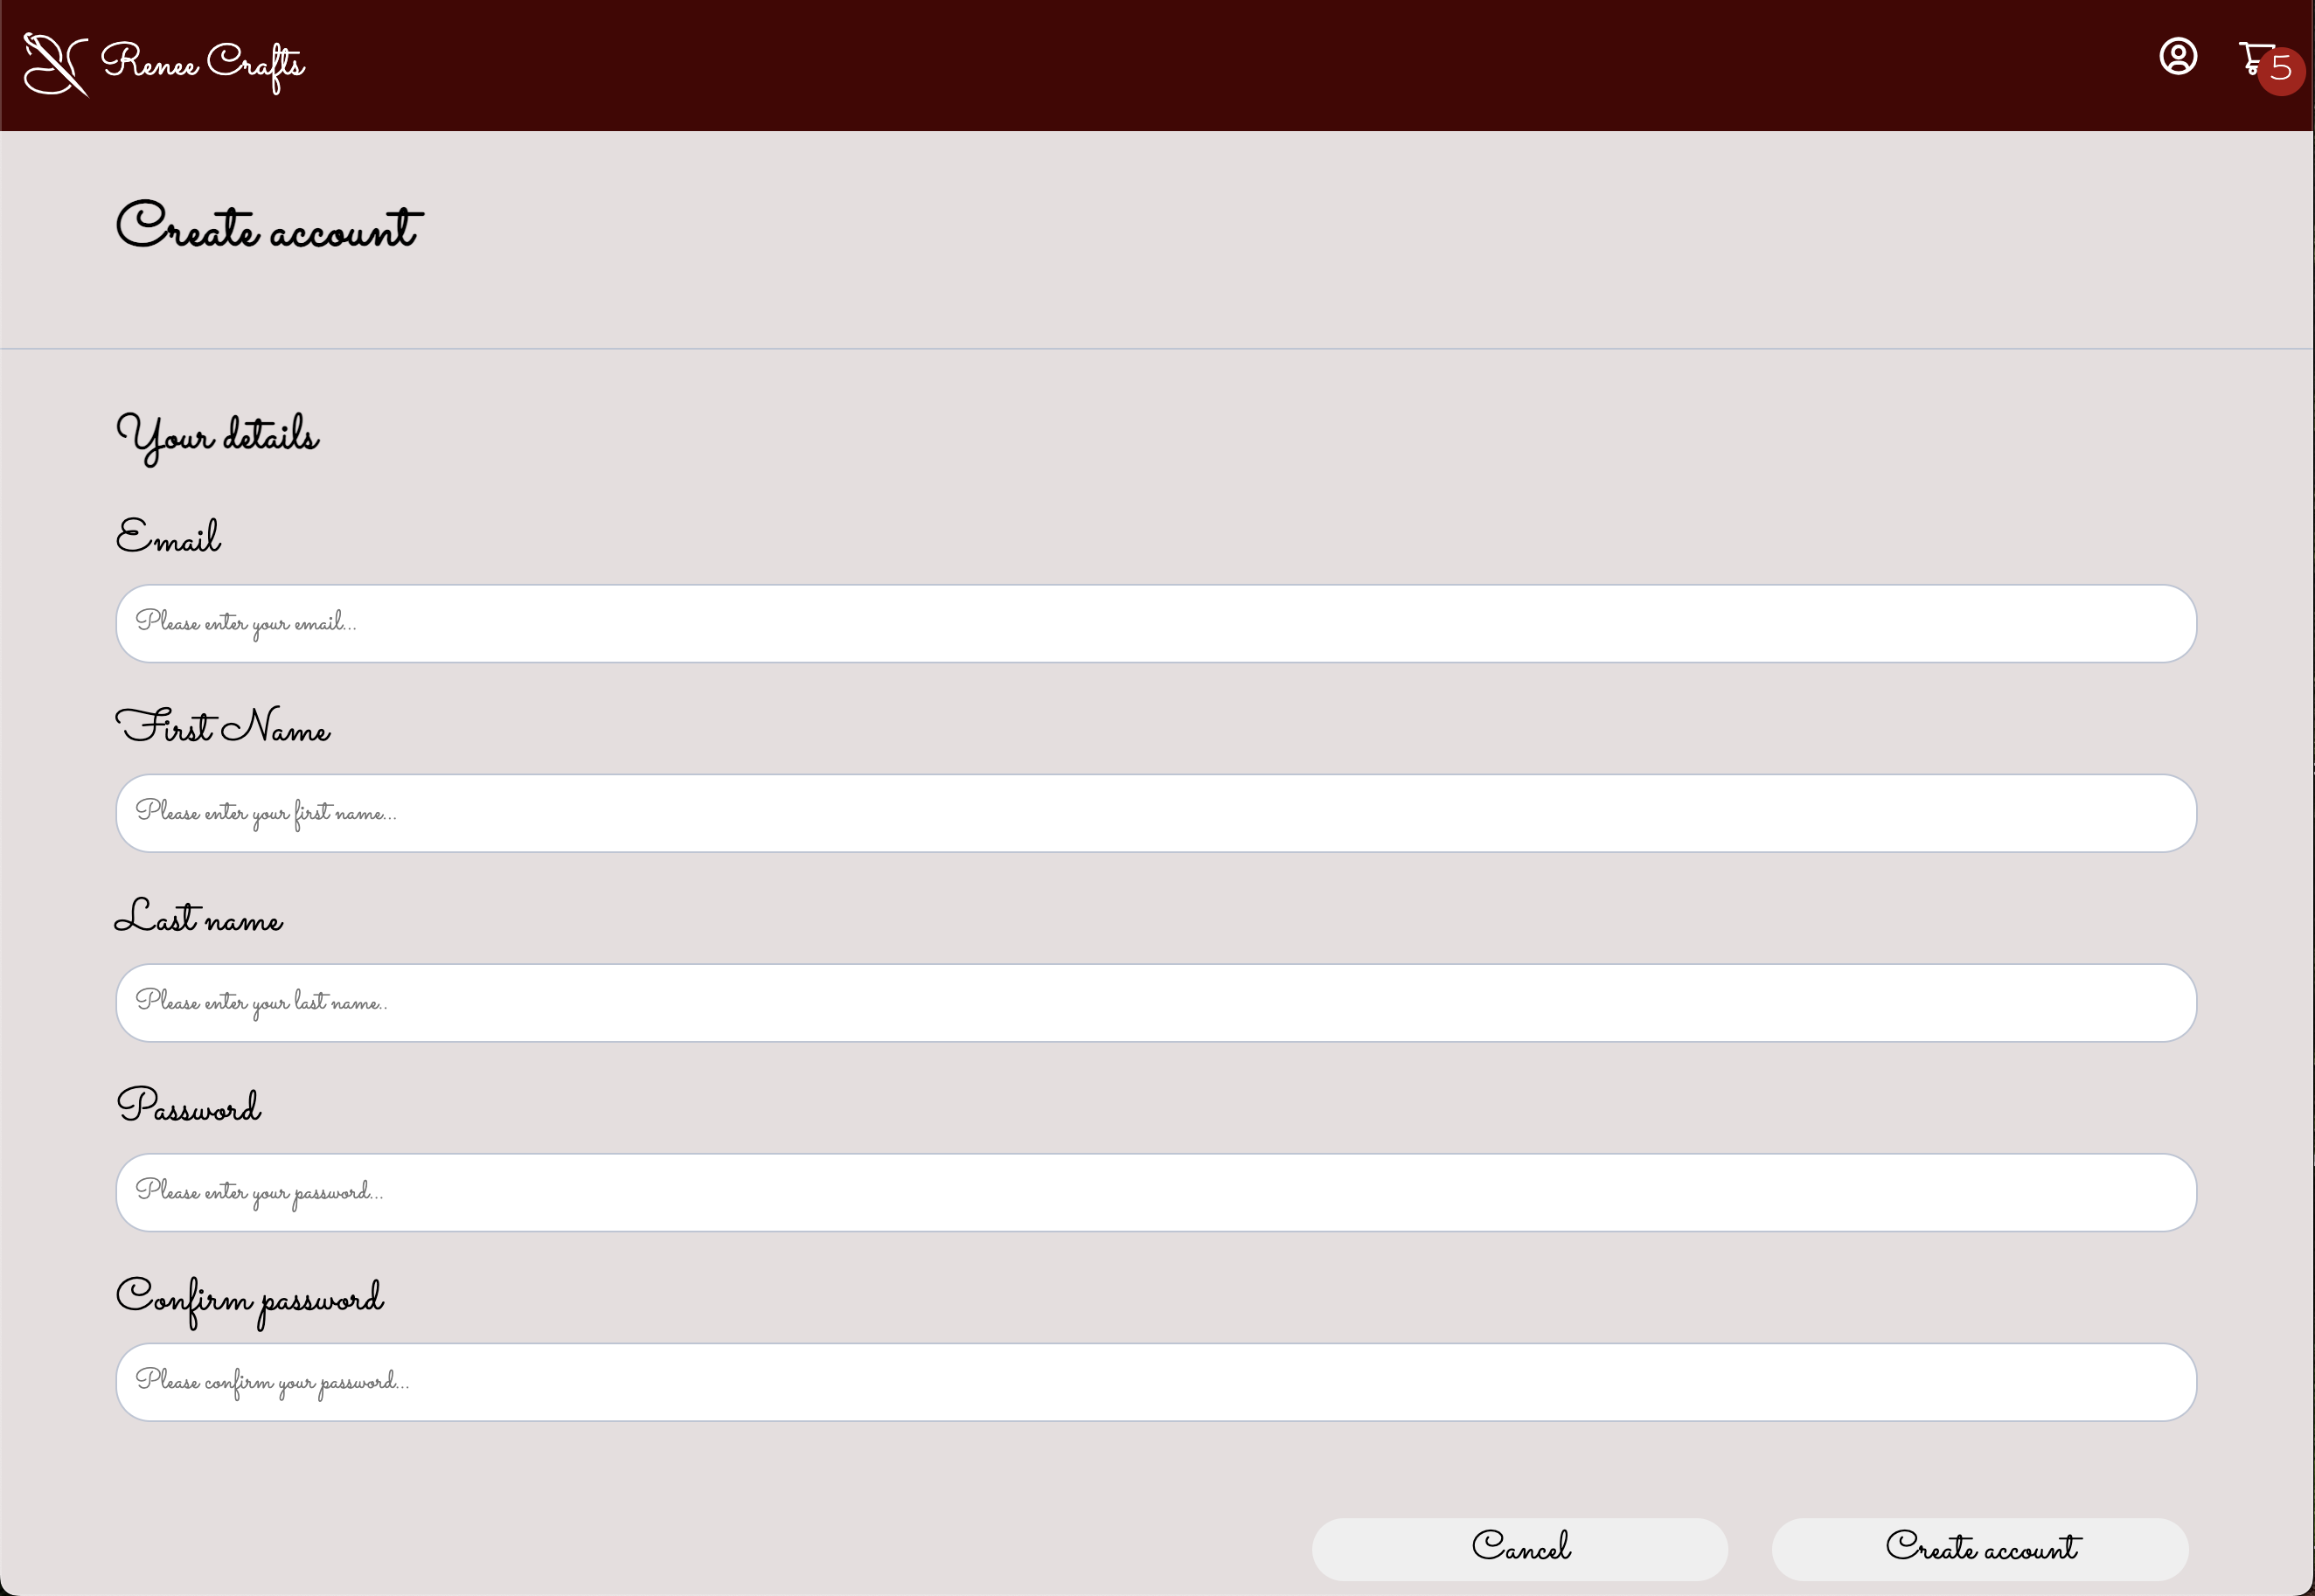 Renee Crafts
5
Create account
Your details
Email
Please enter your email...
First Name
Please enter your first name...
Last name
Please enter your last name..
Password
Please enter your password...
Confirm password
Please confirm your password...
Cancel Create account